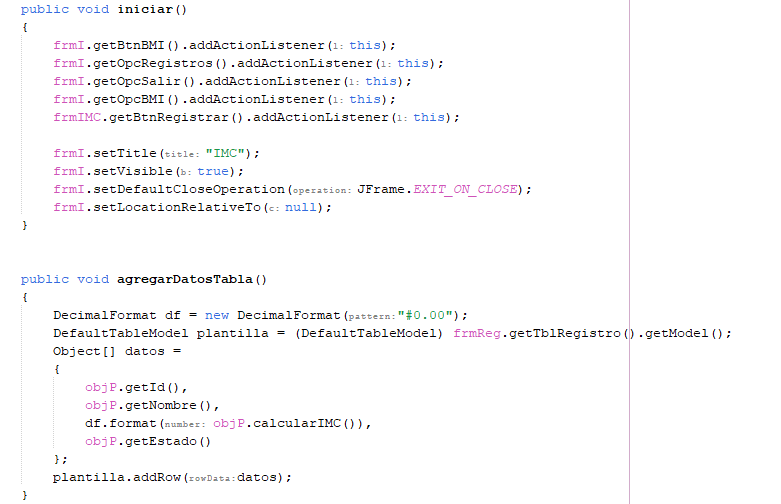 public void iniciar()
{
    frmI.getBtnBMI().addActionListener(l: this);
    frmI.getOpcRegistros().addActionListener(l: this);
    frmI.getOpcSalir().addActionListener(l: this);
    frmI.getOpcBMI().addActionListener(l: this);
    frmIMC.getBtnRegistrar().addActionListener(l: this);

    frmI.setTitle(title: "IMC");
    frmI.setVisible(b: true);
    frmI.setDefaultCloseOperation(operation: JFrame.EXIT_ON_CLOSE);
    frmI.setLocationRelativeTo(c: null);
}

public void agregarDatosTabla()
{
    DecimalFormat df = new DecimalFormat(pattern:"#0.00");
    DefaultTableModel plantilla = (DefaultTableModel) frmReg.getTblRegistro().getModel();
    Object[] datos =
    {
        objP.getId(),
        objP.getNombre(),
        df.format(number: objP.calcularIMC()),
        objP.getEstado()
    };
    plantilla.addRow(rowData:datos);
}